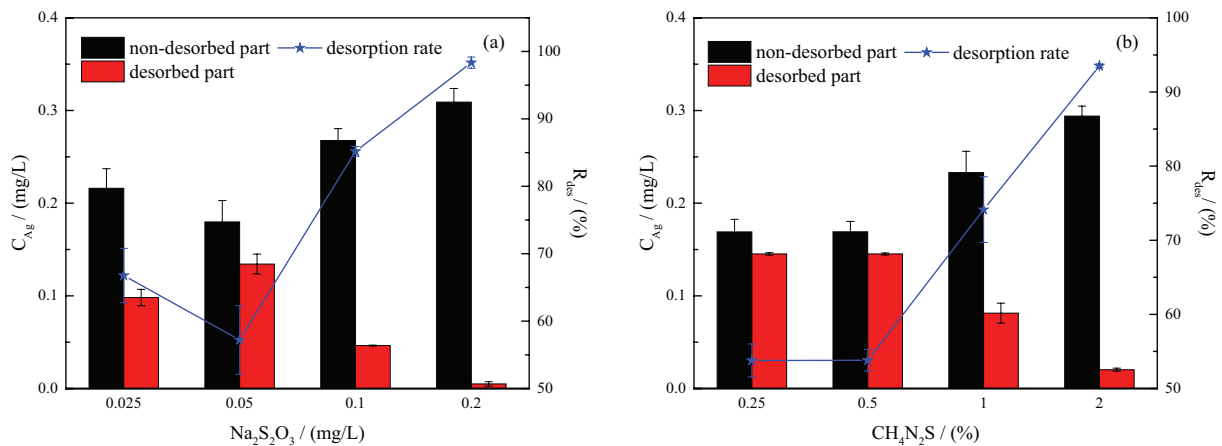 (a)
non-desorbed part
desorption rate
desorbed part
0.4
0.3
0.2
0.1
0.0
C_Ag / (mg/L)
100
90
80
70
60
50
R_des / (%)
0.025 0.05 0.1 0.2
Na₂S₂O₃ / (mg/L)
(b)
non-desorbed part
desorption rate
desorbed part
0.4
0.3
0.2
0.1
0.0
C_Ag / (mg/L)
100
90
80
70
60
50
R_des / (%)
0.25 0.5 1 2
CH₄N₂S / (%)